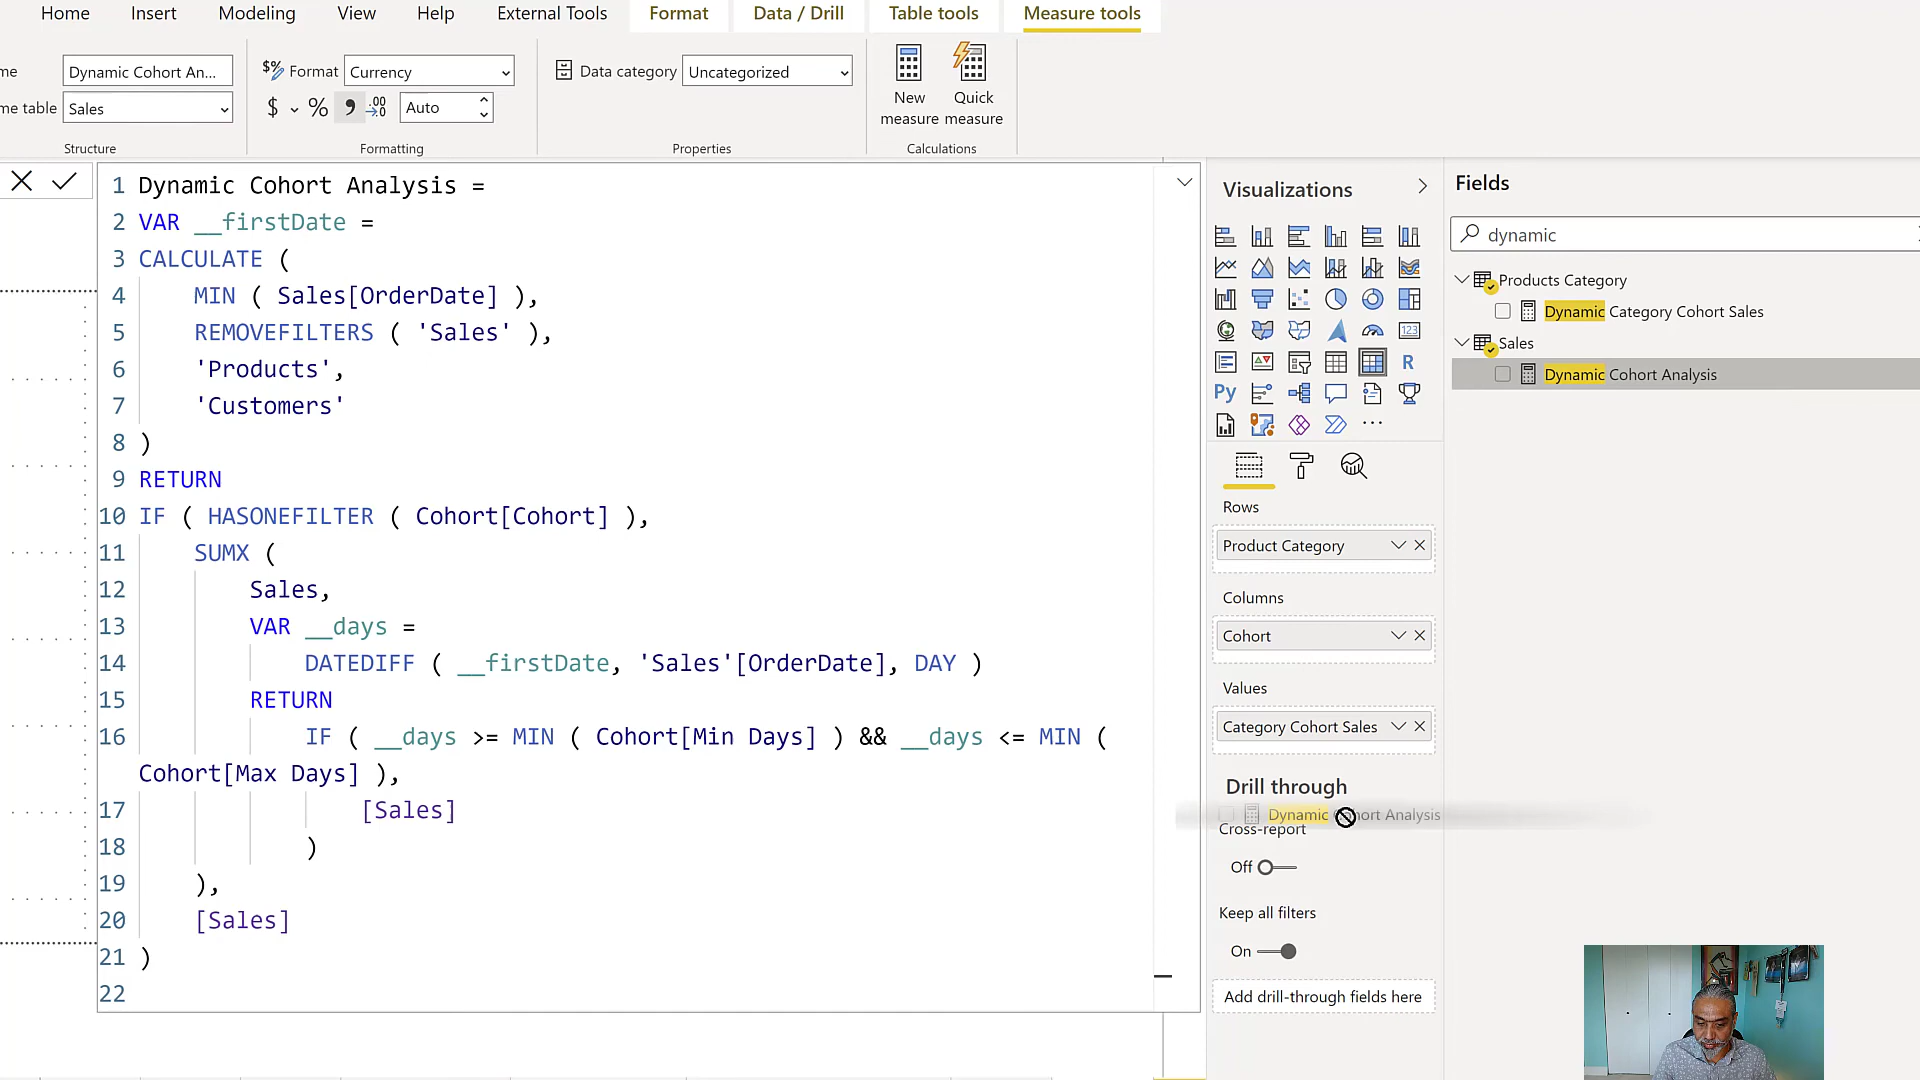 Home Insert Modeling View Help External Tools Format Data / Drill Table tools Measure tools
me Dynamic Cohort An... $% Format Currency Data category Uncategorized
me table Sales $ % , .00 Auto New measure Quick measure
Structure Formatting Properties Calculations
1 Dynamic Cohort Analysis =
2 VAR __firstDate =
3 CALCULATE (
4 MIN ( Sales[OrderDate] ),
5 REMOVEFILTERS ( 'Sales' ),
6 'Products',
7 'Customers'
8 )
9 RETURN
10 IF ( HASONEFILTER ( Cohort[Cohort] ),
11 SUMX (
12 Sales,
13 VAR __days =
14 DATEDIFF ( __firstDate, 'Sales'[OrderDate], DAY )
15 RETURN
16 IF ( __days >= MIN ( Cohort[Min Days] ) && __days <= MIN (
Cohort[Max Days] ),
17 [Sales]
18 )
19 ),
20 [Sales]
21 )
22
Visualizations
123
R
Py
...
Rows
Product Category
Columns
Cohort
Values
Category Cohort Sales
Drill through
Dynamic Cohort Analysis
Cross-report
Off
Keep all filters
On
Add drill-through fields here
Fields
dynamic
Products Category
Dynamic Category Cohort Sales
Sales
Dynamic Cohort Analysis